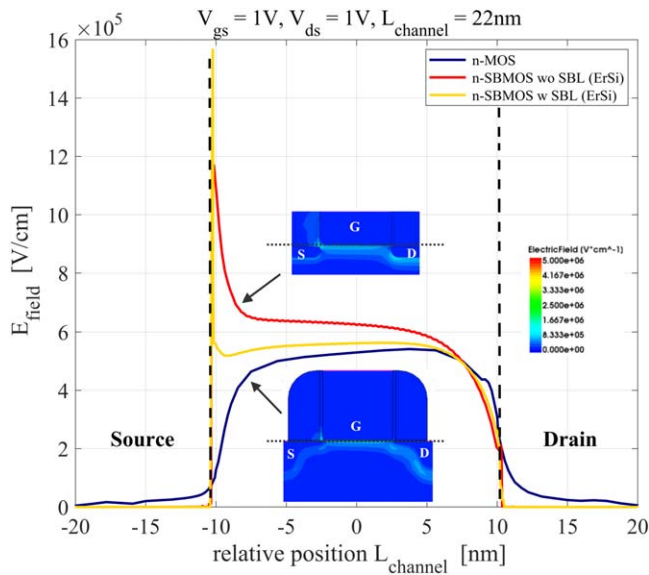 V_gs = 1V, V_ds = 1V, L_channel = 22nm
×10^5
n-MOS
n-SBMOS wo SBL (ErSi)
n-SBMOS w SBL (ErSi)
16
14
12
10
8
6
4
2
0
E_field [V/cm]
G
S
D
ElectricField (V*cm^-1)
5.000e+06
4.167e+06
3.333e+06
2.500e+06
1.667e+06
8.333e+05
0.000e+00
G
S
D
Source
Drain
-20 -15 -10 -5 0 5 10 15 20
relative position L_channel [nm]